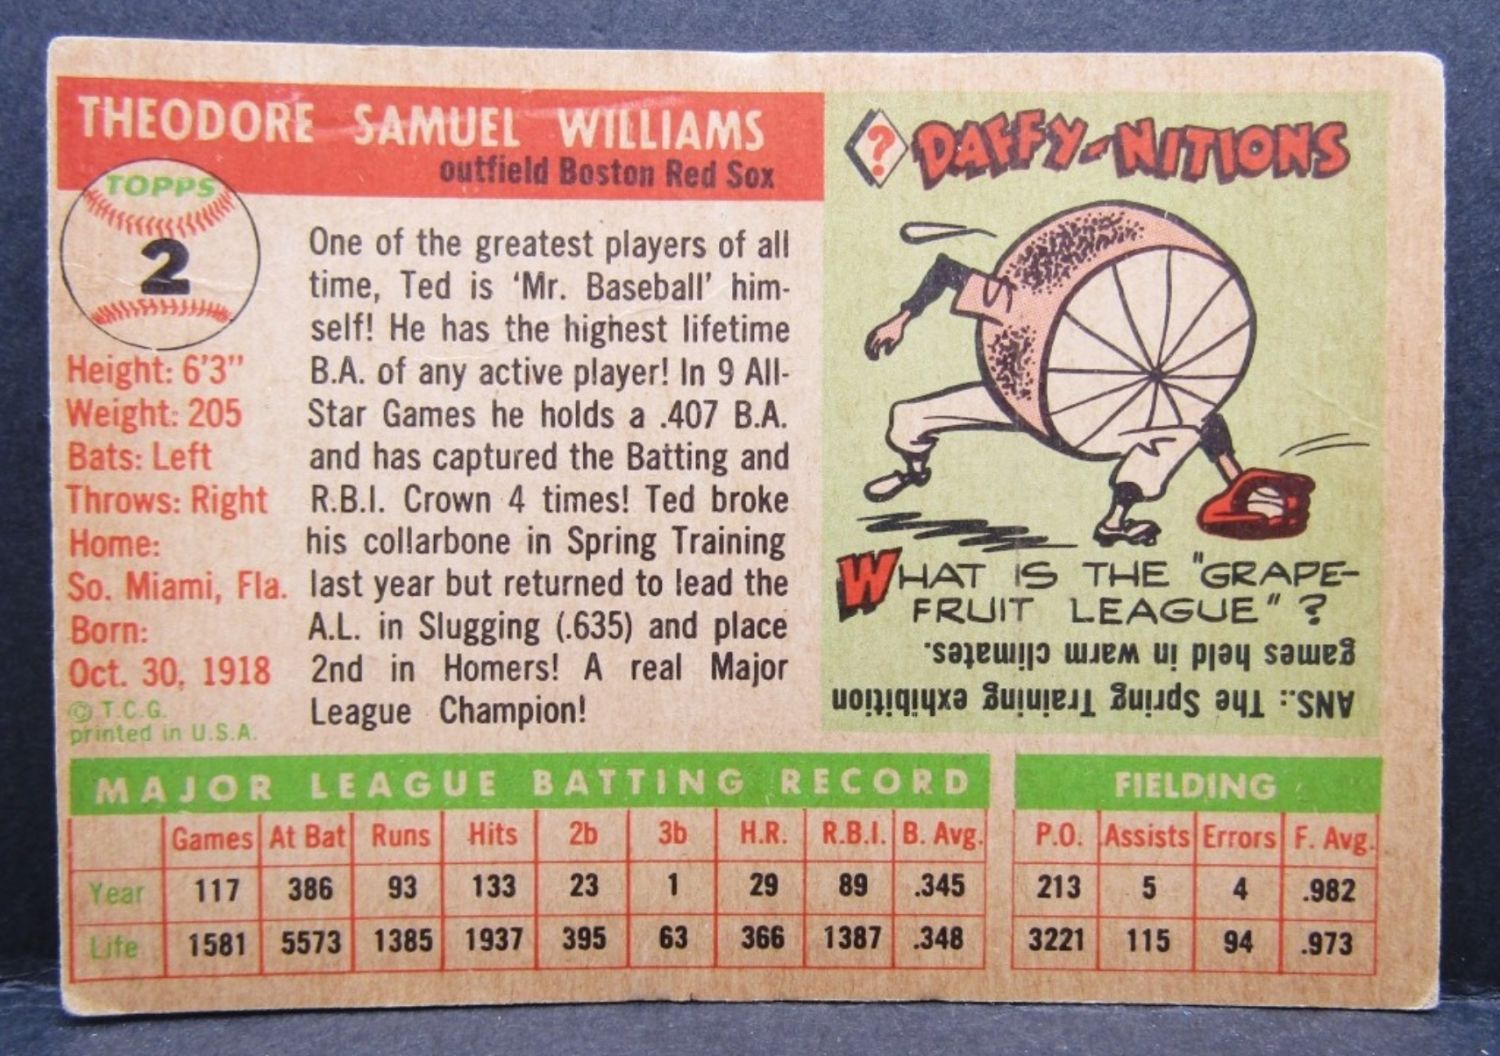 THEODORE SAMUEL WILLIAMS
outfield Boston Red Sox
TOPPS
2
Height: 6'3"
Weight: 205
Bats: Left
Throws: Right
Home:
So. Miami, Fla.
Born:
Oct. 30, 1918
© T.C.G.
printed in U.S.A.
One of the greatest players of all
time, Ted is 'Mr. Baseball' him-
self! He has the highest lifetime
B.A. of any active player! In 9 All-
Star Games he holds a .407 B.A.
and has captured the Batting and
R.B.I. Crown 4 times! Ted broke
his collarbone in Spring Training
last year but returned to lead the
A.L. in Slugging (.635) and place
2nd in Homers! A real Major
League Champion!
? DAFFY-NITIONS
WHAT IS THE "GRAPE-
FRUIT LEAGUE"?
ANS.: The Spring Training exhibition
games held in warm climates.
MAJOR LEAGUE BATTING RECORD
Games At Bat Runs Hits 2b 3b H.R. R.B.I. B. Avg.
Year 117 386 93 133 23 1 29 89 .345
Life 1581 5573 1385 1937 395 63 366 1387 .348
FIELDING
P.O. Assists Errors F. Avg.
213 5 4 .982
3221 115 94 .973